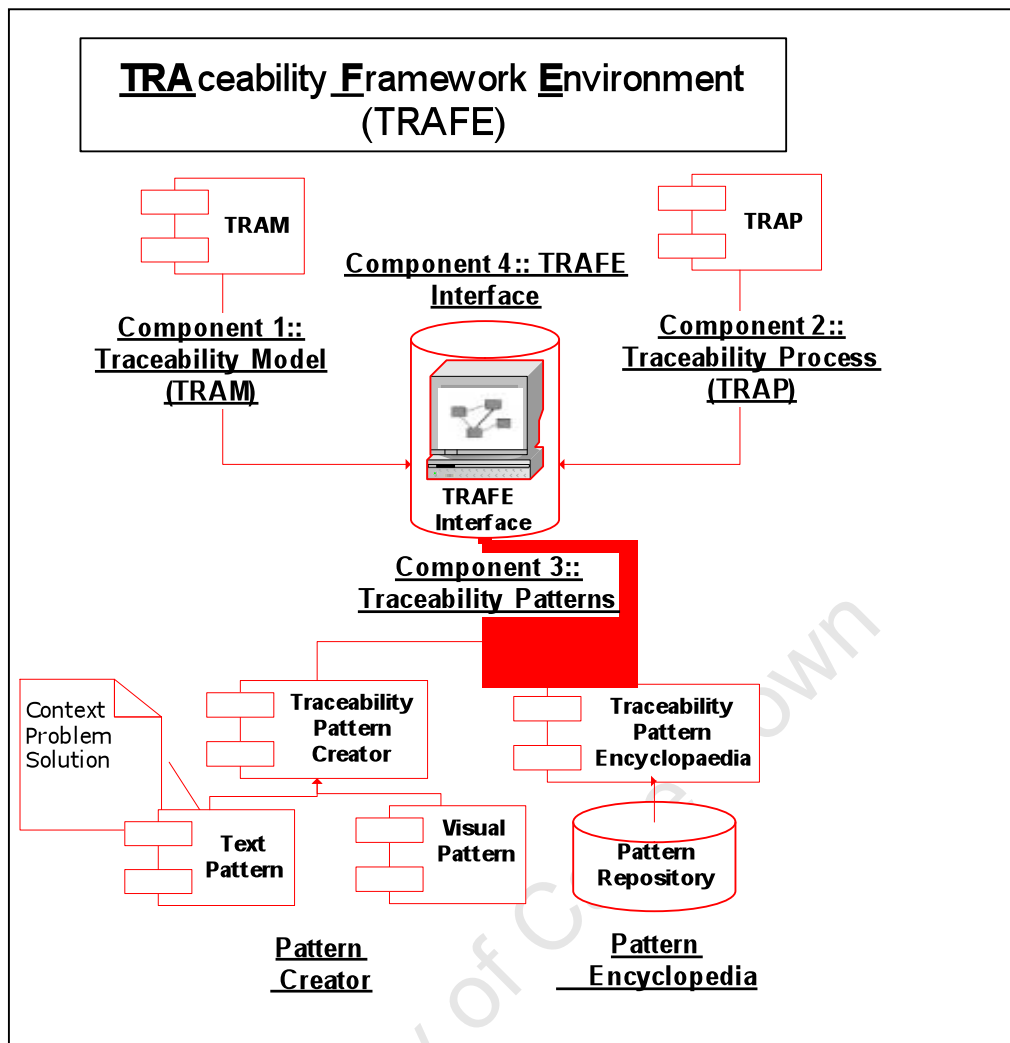 TRAceability Framework Environment
(TRAFE)
TRAM
TRAP
Component 4:: TRAFE
Interface
Component 1::
Traceability Model
(TRAM)
Component 2::
Traceability Process
(TRAP)
TRAFE
Interface
Component 3::
Traceability Patterns
Context
Problem
Solution
Traceability
Pattern
Creator
Traceability
Pattern
Encyclopaedia
Text
Pattern
Visual
Pattern
Pattern
Repository
Pattern
Creator
Pattern
Encyclopedia